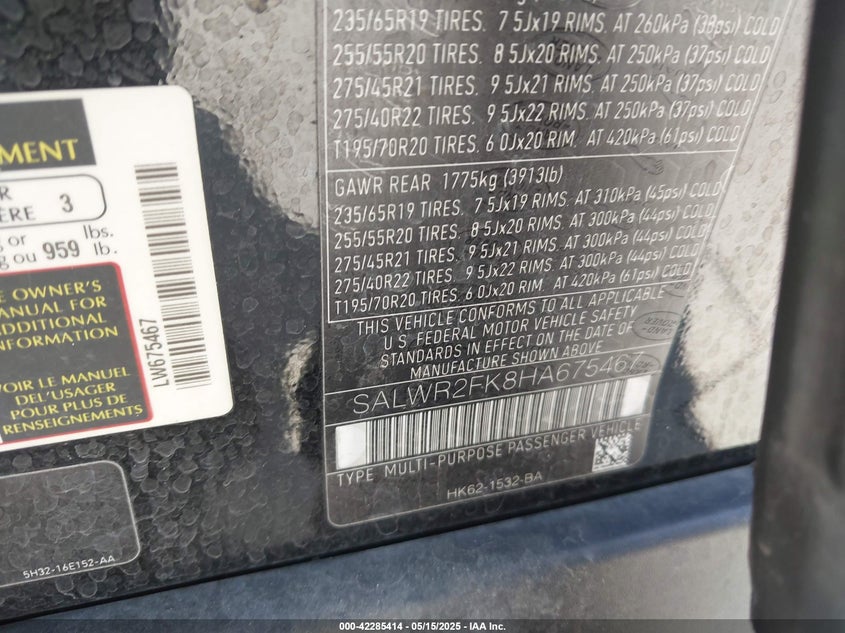 235/65R19 TIRES. 7 5Jx19 RIMS. AT 260kPa (38psi) COLD
255/55R20 TIRES. 8 5Jx20 RIMS. AT 250kPa (37psi) COLD
275/45R21 TIRES. 9 5Jx21 RIMS. AT 250kPa (37psi) COLD
275/40R22 TIRES. 9 5Jx22 RIMS. AT 250kPa (37psi) COLD
T195/70R20 TIRES. 6 0Jx20 RIM. AT 420kPa (61psi) COLD
GAWR REAR 1775kg (3913lb)
235/65R19 TIRES. 7 5Jx19 RIMS. AT 310kPa (45psi) COLD
255/55R20 TIRES. 8 5Jx20 RIMS. AT 300kPa (44psi) COLD
275/45R21 TIRES. 9 5Jx21 RIMS. AT 300kPa (44psi) COLD
275/40R22 TIRES. 9 5Jx22 RIMS. AT 300kPa (44psi) COLD
T195/70R20 TIRES. 6 0Jx20 RIM. AT 420kPa (61psi) COLD
THIS VEHICLE CONFORMS TO ALL APPLICABLE
U.S. FEDERAL MOTOR VEHICLE SAFETY
STANDARDS IN EFFECT ON THE DATE OF
MANUFACTURE SHOWN ABOVE
SALWR2FK8HA675467
TYPE MULTI-PURPOSE PASSENGER VEHICLE
HK62-1532-BA
3
or lbs.
ou 959 lb.
OWNER'S
MANUAL FOR
ADDITIONAL
INFORMATION
VOIR LE MANUEL
DE L'USAGER
POUR PLUS DE
RENSEIGNEMENTS
LW675467
5H32-16E152-AA
000-42285414 - 05/15/2025 - IAA Inc.